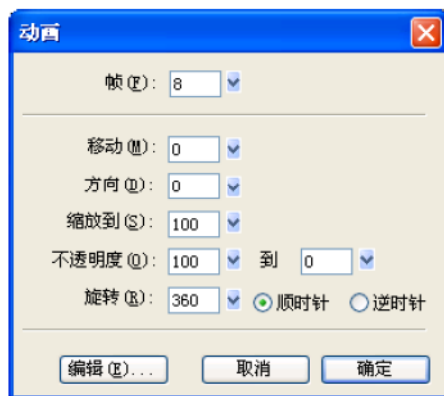 动画
帧(F): 8
移动(M): 0
方向(D): 0
缩放到(S): 100
不透明度(O): 100 到 0
旋转(R): 360 顺时针 逆时针
编辑(E)... 取消 确定